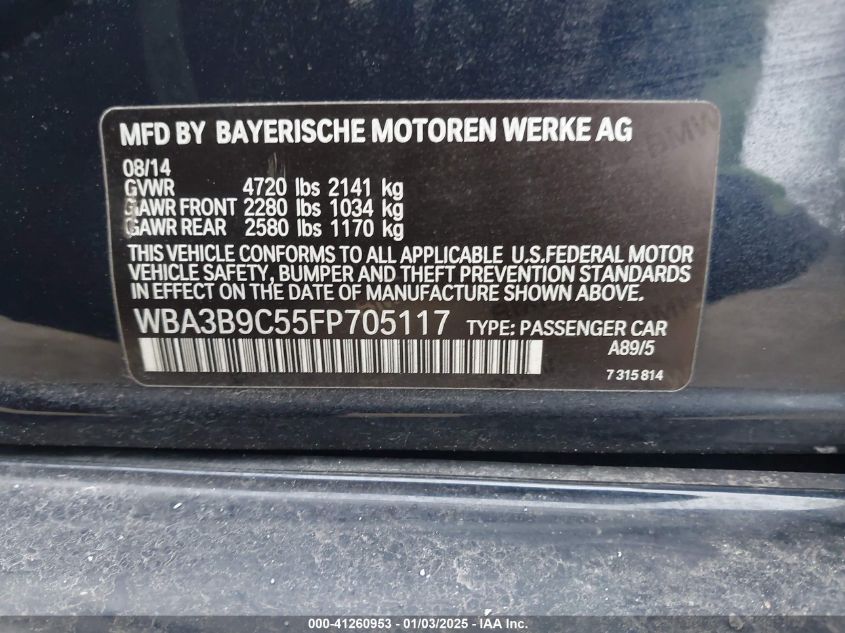 MFD BY BAYERISCHE MOTOREN WERKE AG
08/14
GVWR 4720 lbs 2141 kg
GAWR FRONT 2280 lbs 1034 kg
GAWR REAR 2580 lbs 1170 kg
THIS VEHICLE CONFORMS TO ALL APPLICABLE U.S.FEDERAL MOTOR
VEHICLE SAFETY, BUMPER AND THEFT PREVENTION STANDARDS
IN EFFECT ON THE DATE OF MANUFACTURE SHOWN ABOVE.
WBA3B9C55FP705117 TYPE: PASSENGER CAR
A89/5
7 315 814
000-41260953 - 01/03/2025 - IAAI Inc.